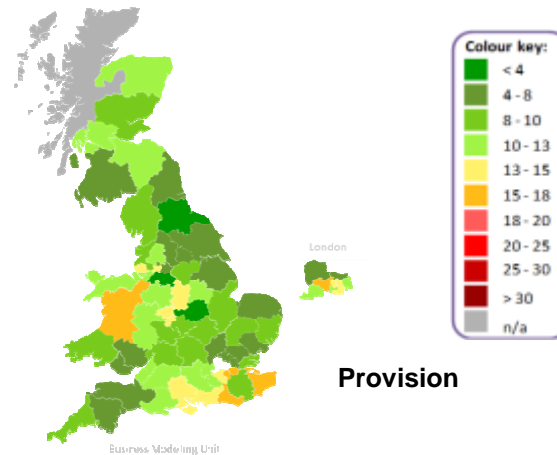 Colour key:
< 4
4 - 8
8 - 10
10 - 13
13 - 15
15 - 18
18 - 20
20 - 25
25 - 30
> 30
n/a
London
Provision
Business Modeling Unit